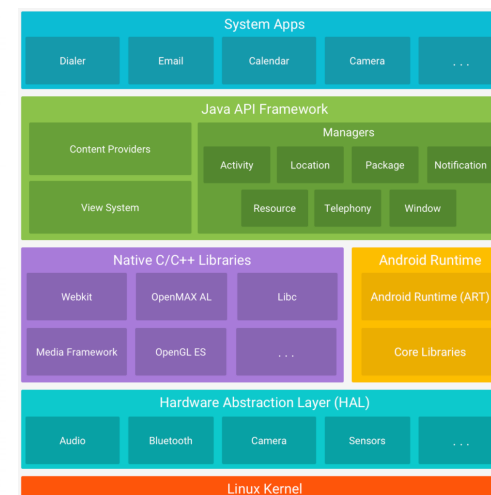 System Apps
Dialer
Email
Calendar
Camera
. . .
Java API Framework
Content Providers
View System
Managers
Activity
Location
Package
Notification
Resource
Telephony
Window
Native C/C++ Libraries
Webkit
OpenMAX AL
Libc
Media Framework
OpenGL ES
. . .
Android Runtime
Android Runtime (ART)
Core Libraries
Hardware Abstraction Layer (HAL)
Audio
Bluetooth
Camera
Sensors
. . .
Linux Kernel